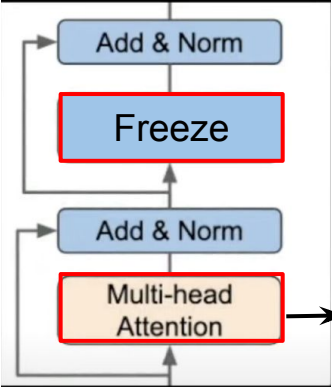 Add & Norm
Freeze
Add & Norm
Multi-head
Attention